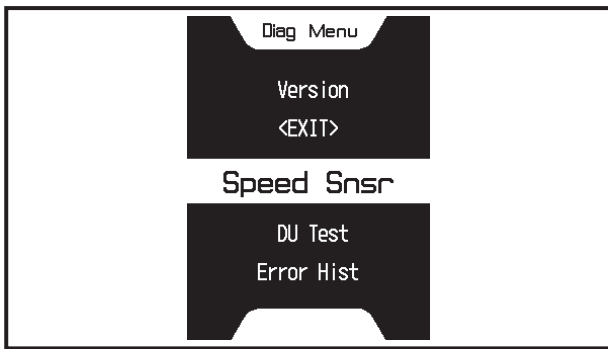 Diag Menu
Version
<EXIT>
Speed Snsr
DU Test
Error Hist